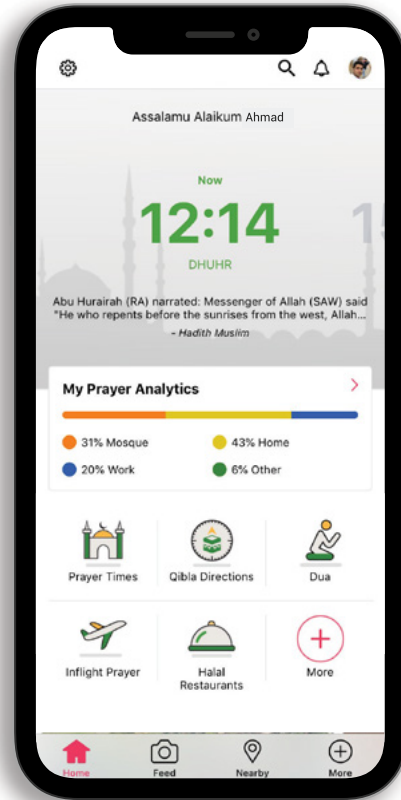 Assalamu Alaikum Ahmad
Now
12:14
DHUHR
Abu Hurairah (RA) narrated: Messenger of Allah (SAW) said
"He who repents before the sunrises from the west, Allah...
- Hadith Muslim
My Prayer Analytics
31% Mosque
43% Home
20% Work
6% Other
Prayer Times
Qibla Directions
Dua
Inflight Prayer
Halal
Restaurants
More
Home
Feed
Nearby
More